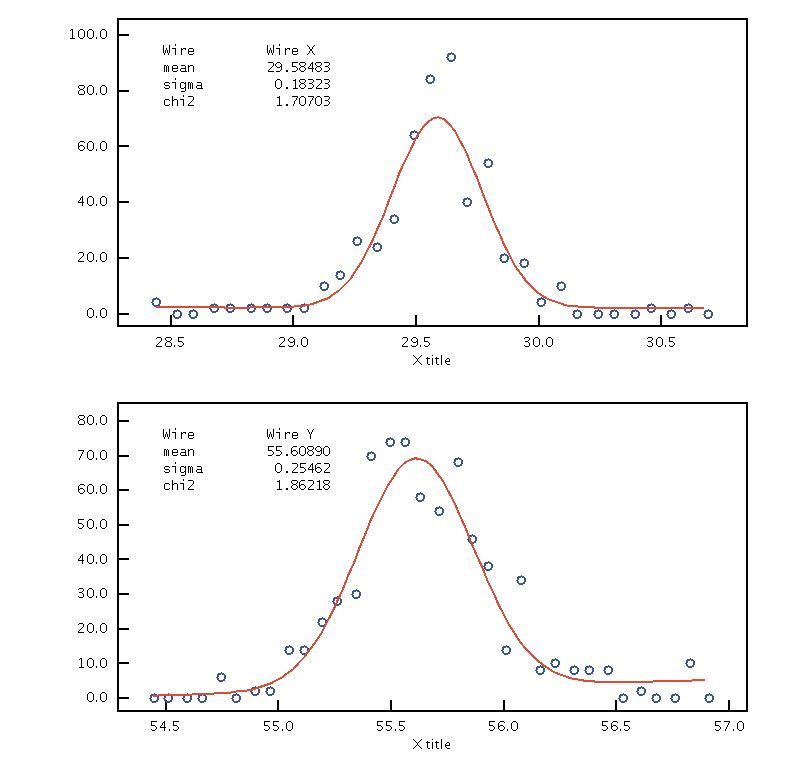 100.0
80.0
60.0
40.0
20.0
0.0
Wire Wire X
mean 29.58483
sigma 0.18323
chi2 1.70703
28.5 29.0 29.5 30.0 30.5
X title
80.0
70.0
60.0
50.0
40.0
30.0
20.0
10.0
0.0
Wire Wire Y
mean 55.60890
sigma 0.25462
chi2 1.86218
54.5 55.0 55.5 56.0 56.5 57.0
X title